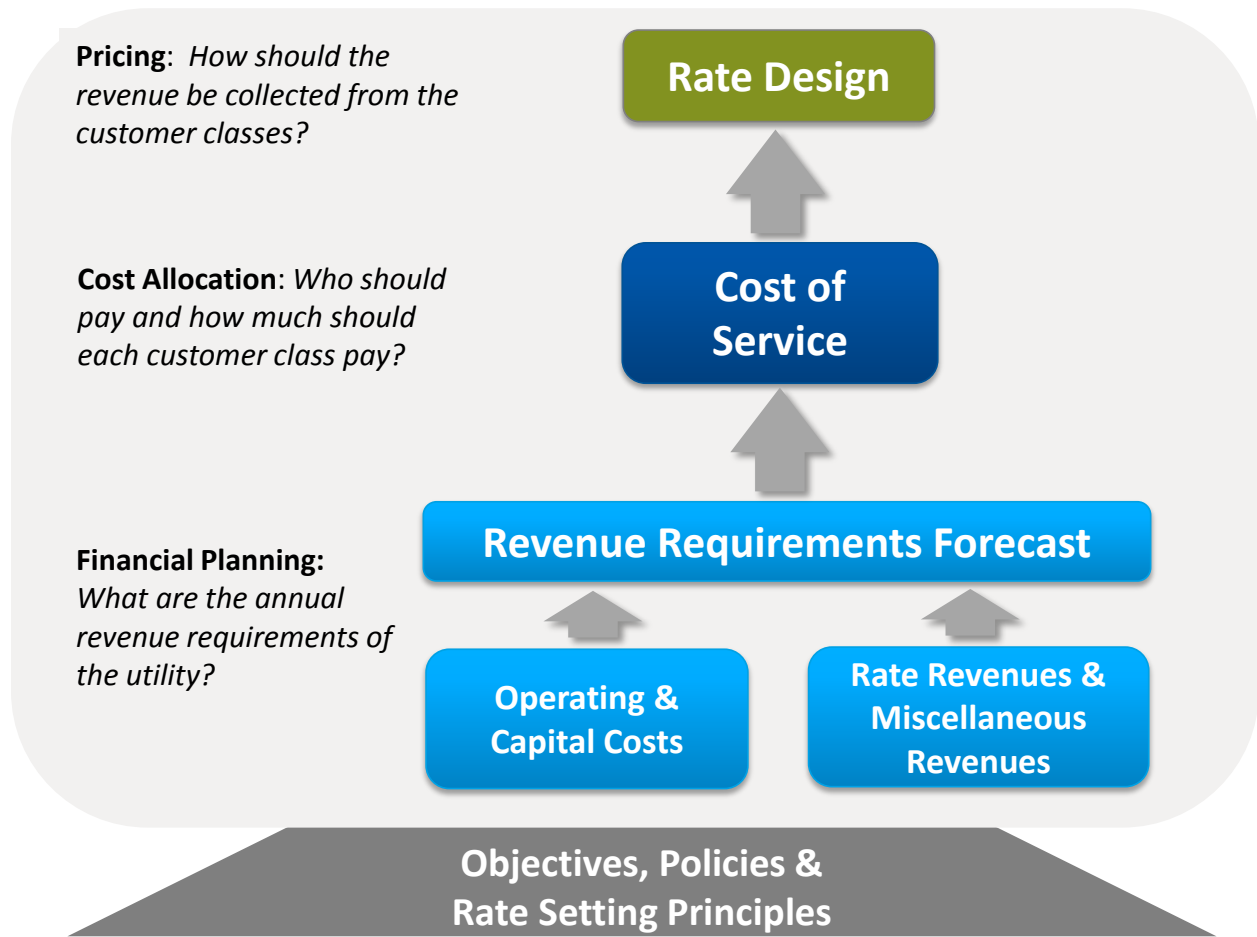 Pricing:  How should the
revenue be collected from the
customer classes?
Rate Design
Cost Allocation: Who should
pay and how much should
each customer class pay?
Cost of
Service
Financial Planning:
What are the annual
revenue requirements of
the utility?
Revenue Requirements Forecast
Operating &
Capital Costs
Rate Revenues &
Miscellaneous
Revenues
Objectives, Policies &
Rate Setting Principles